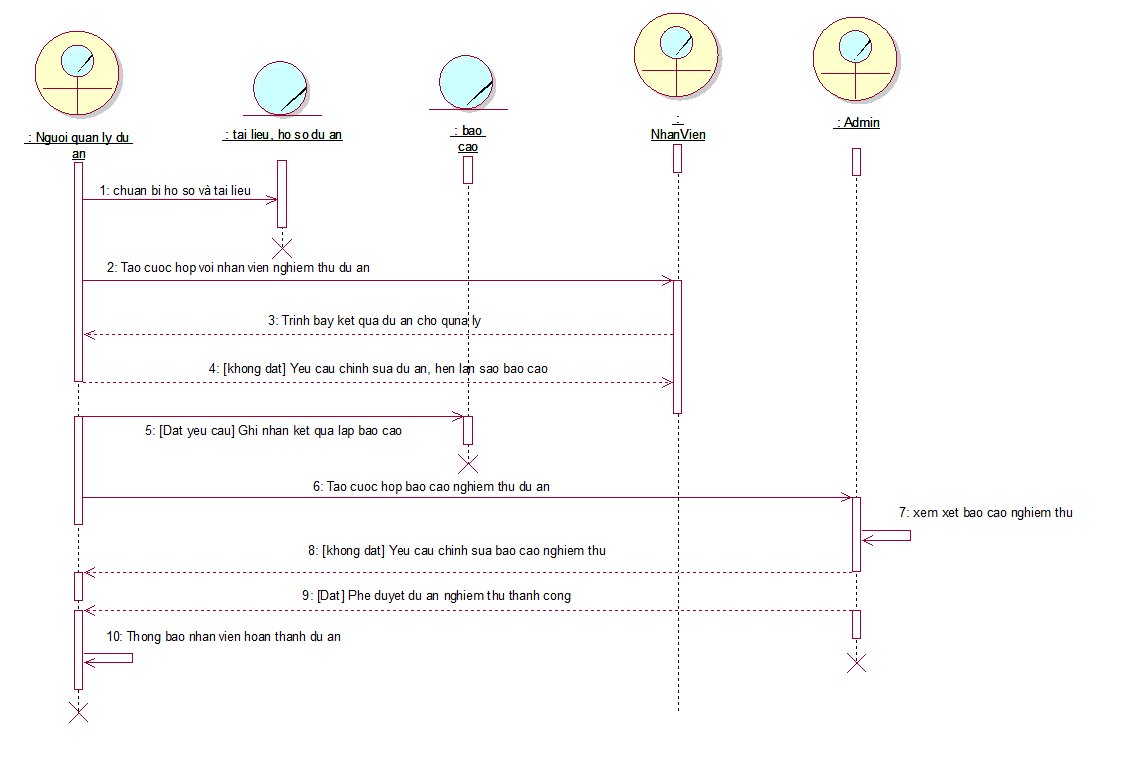 : Nguoi quan ly du
an
: tai lieu, ho so du an
: bao
cao
:
NhanVien
: Admin
1: chuan bi ho so và tai lieu
2: Tao cuoc hop voi nhan vien nghiem thu du an
3: Trinh bay ket qua du an cho quna ly
4: [khong dat] Yeu cau chinh sua du an, hen lan sao bao cao
5: [Dat yeu cau] Ghi nhan ket qua lap bao cao
6: Tao cuoc hop bao cao nghiem thu du an
7: xem xet bao cao nghiem thu
8: [khong dat] Yeu cau chinh sua bao cao nghiem thu
9: [Dat] Phe duyet du an nghiem thu thanh cong
10: Thong bao nhan vien hoan thanh du an